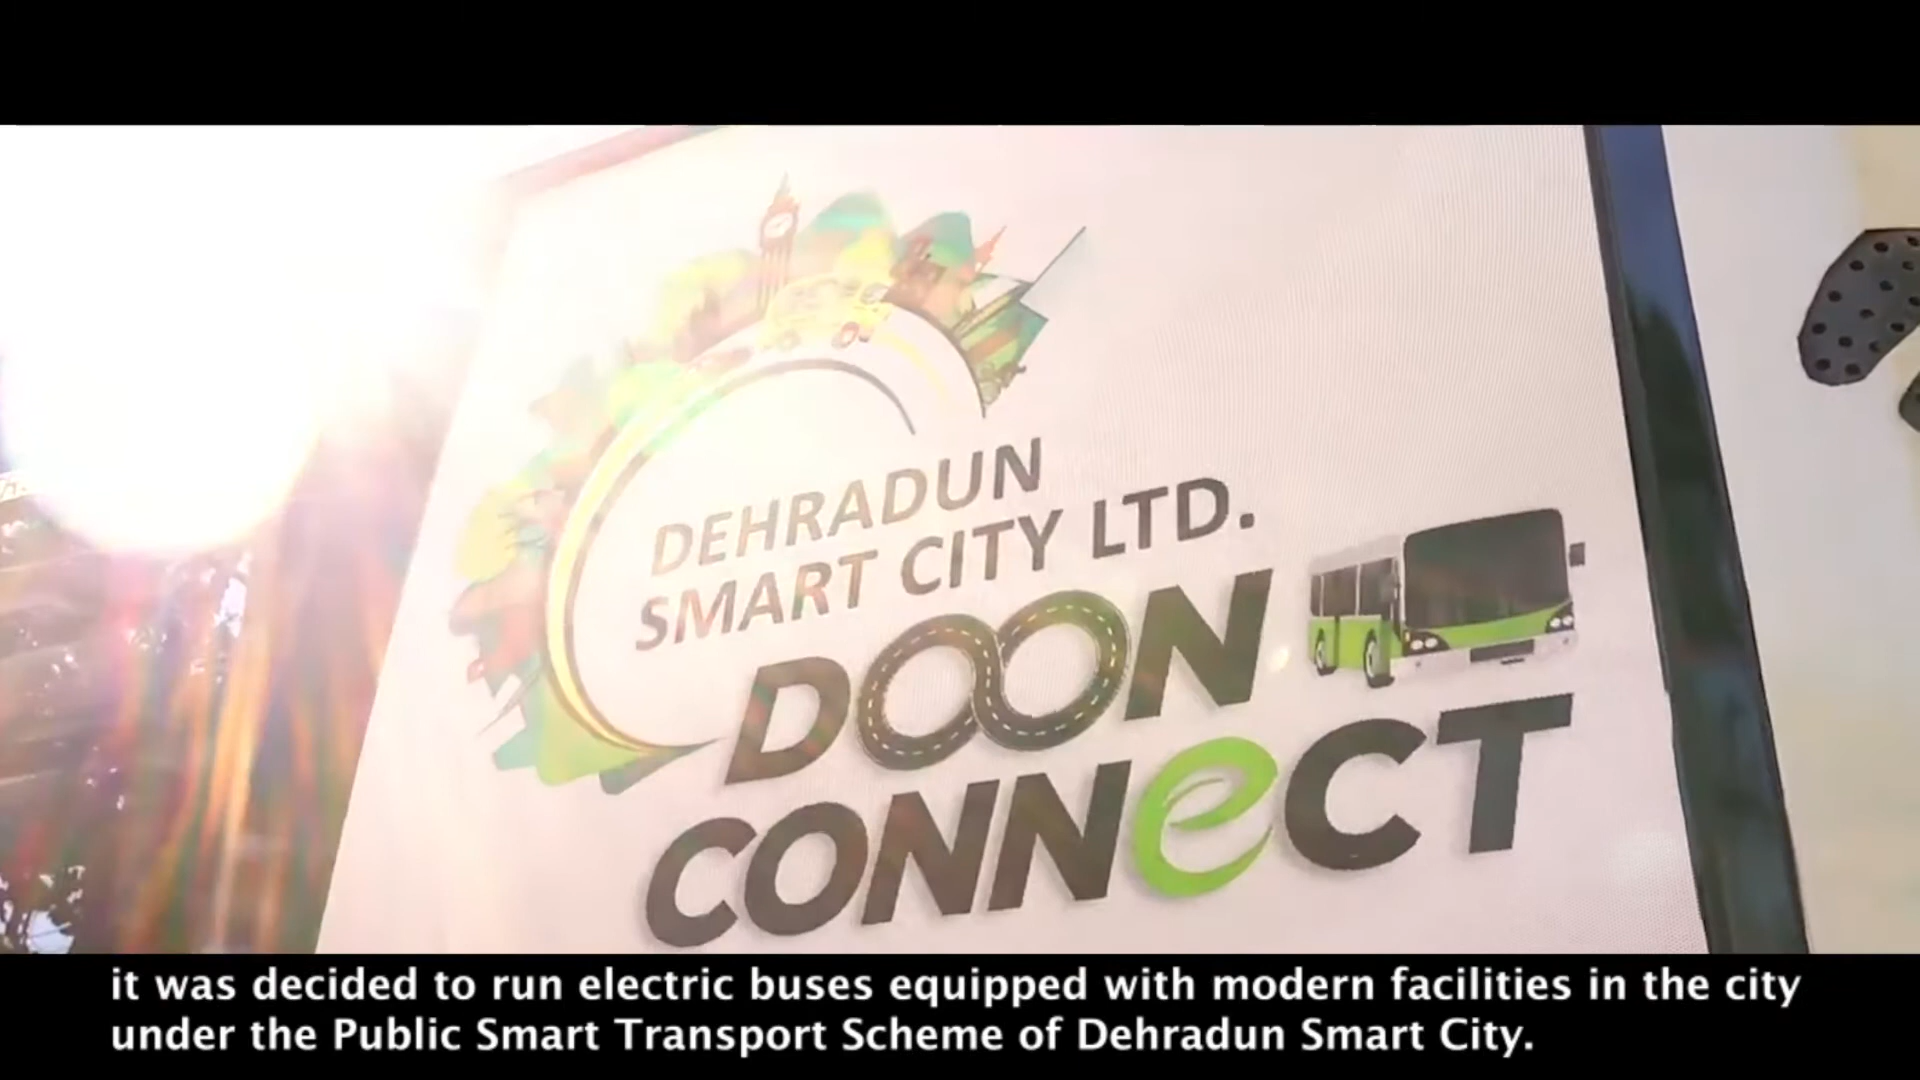 DEHRADUN
SMART CITY LTD.
DOON
CONNeCT
it was decided to run electric buses equipped with modern facilities in the city
under the Public Smart Transport Scheme of Dehradun Smart City.